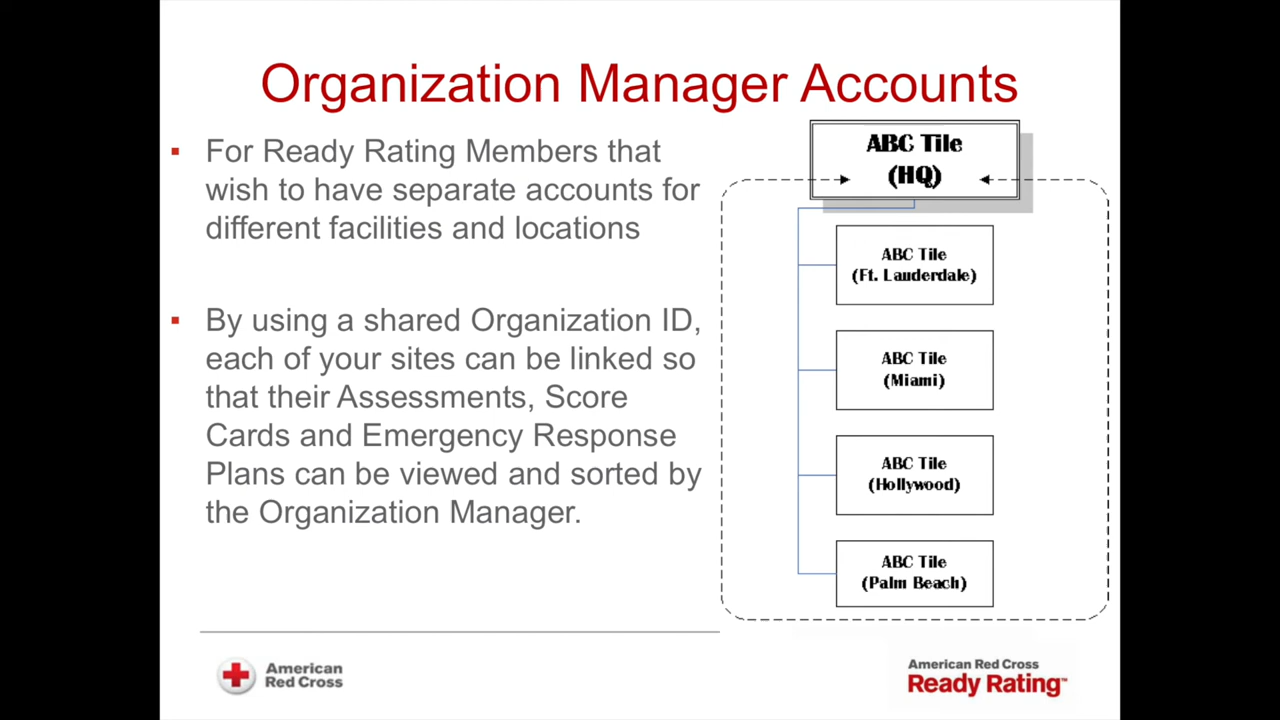 Organization Manager Accounts
▪ For Ready Rating Members that
wish to have separate accounts for
different facilities and locations
▪ By using a shared Organization ID,
each of your sites can be linked so
that their Assessments, Score
Cards and Emergency Response
Plans can be viewed and sorted by
the Organization Manager.
ABC Tile
(HQ)
ABC Tile
(Ft. Lauderdale)
ABC Tile
(Miami)
ABC Tile
(Hollywood)
ABC Tile
(Palm Beach)
American
Red Cross
American Red Cross
Ready Rating™